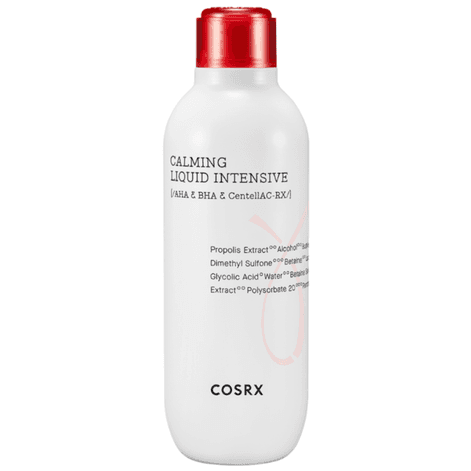 CALMING
LIQUID INTENSIVE
[/AHA & BHA & CentellAC-RX/]
Propolis Extract Alcohol
Dimethyl Sulfone Betaine
Glycolic Acid Water Betaine
Extract Polysorbate 20
COSRX